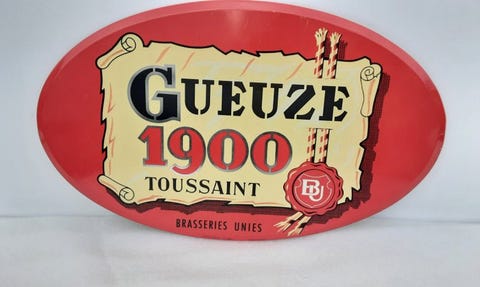 GUEUZE
1900
TOUSSAINT
BU
BRASSERIES UNIES